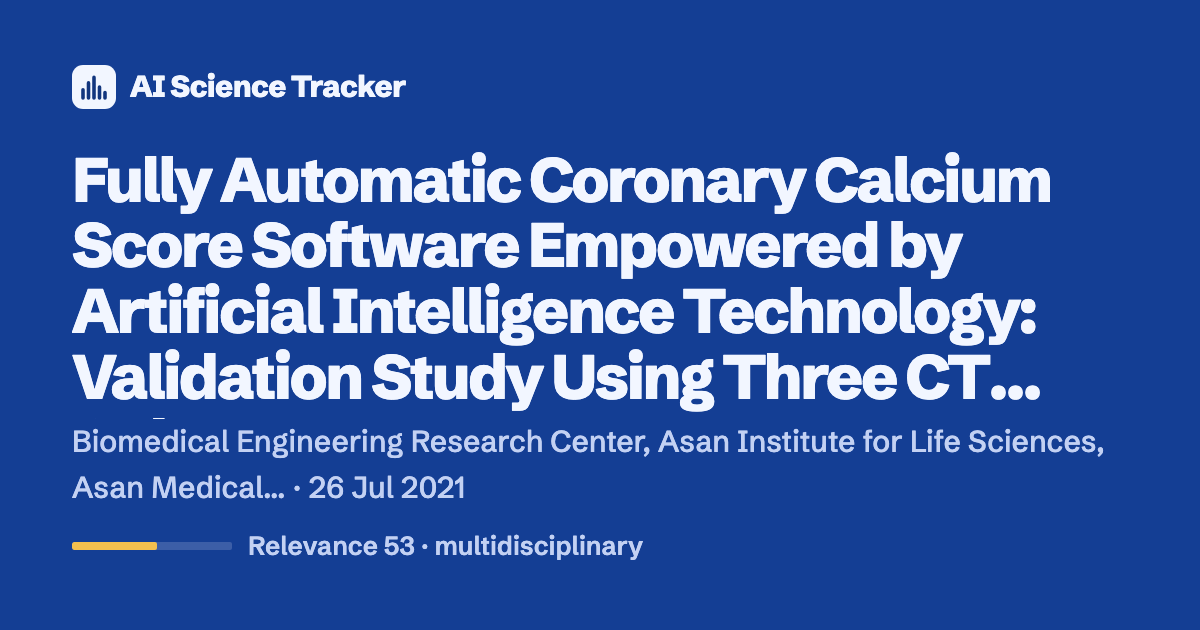 AI Science Tracker
Fully Automatic Coronary Calcium
Score Software Empowered by
Artificial Intelligence Technology:
Validation Study Using Three CT...
Biomedical Engineering Research Center, Asan Institute for Life Sciences,
Asan Medical... · 26 Jul 2021
Relevance 53 · multidisciplinary